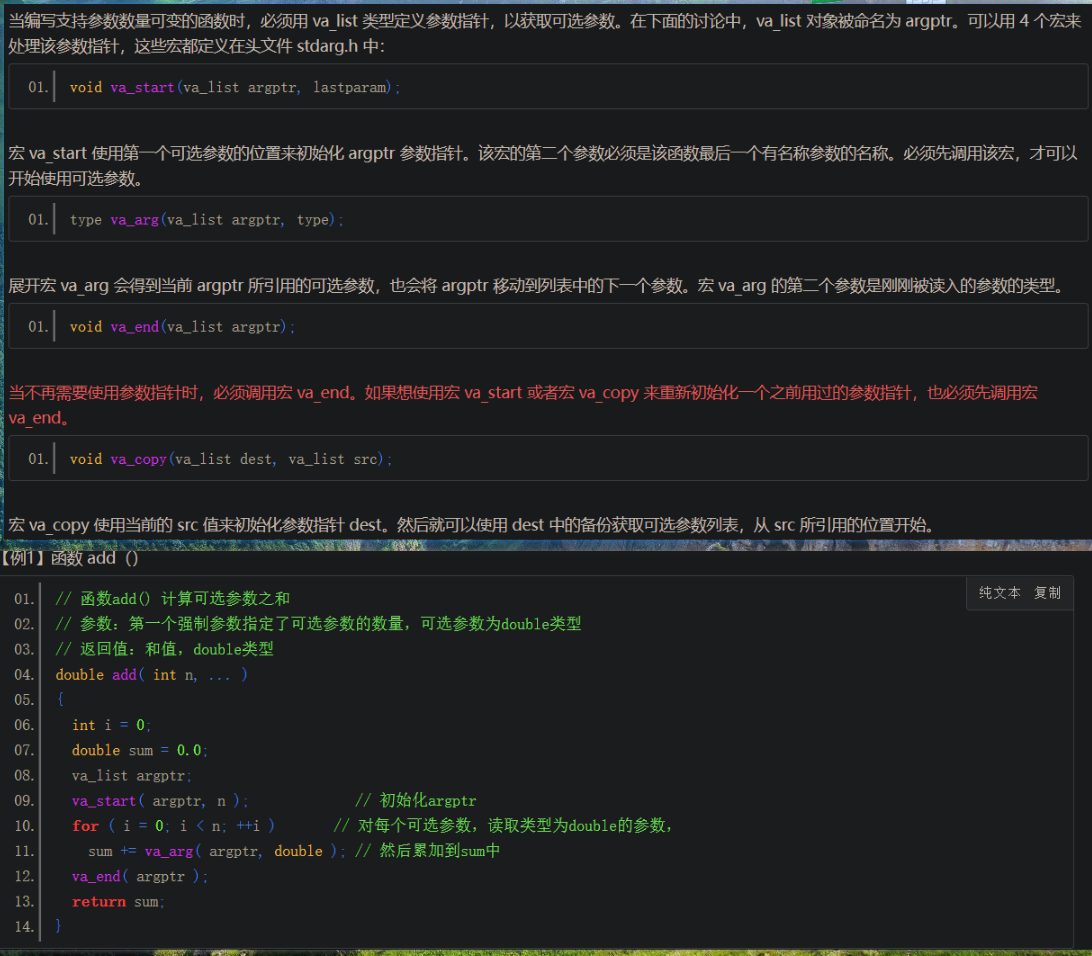 当编写支持参数数量可变的函数时，必须用 va_list 类型定义参数指针，以获取可选参数。在下面的讨论中，va_list 对象被命名为 argptr。可以用 4 个宏来
处理该参数指针，这些宏都定义在头文件 stdarg.h 中：
01. void va_start(va_list argptr, lastparam);
宏 va_start 使用第一个可选参数的位置来初始化 argptr 参数指针。该宏的第二个参数必须是该函数最后一个有名称参数的名称。必须先调用该宏，才可以
开始使用可选参数。
01. type va_arg(va_list argptr, type);
展开宏 va_arg 会得到当前 argptr 所引用的可选参数，也会将 argptr 移动到列表中的下一个参数。宏 va_arg 的第二个参数是刚刚被读入的参数的类型。
01. void va_end(va_list argptr);
当不再需要使用参数指针时，必须调用宏 va_end。如果想使用宏 va_start 或者宏 va_copy 来重新初始化一个之前用过的参数指针，也必须先调用宏
va_end。
01. void va_copy(va_list dest, va_list src);
宏 va_copy 使用当前的 src 值来初始化参数指针 dest。然后就可以使用 dest 中的备份获取可选参数列表，从 src 所引用的位置开始。
【例1】函数 add（）
纯文本 复制
01. // 函数add() 计算可选参数之和
02. // 参数：第一个强制参数指定了可选参数的数量，可选参数为double类型
03. // 返回值：和值，double类型
04. double add( int n, ... )
05. {
06. int i = 0;
07. double sum = 0.0;
08. va_list argptr;
09. va_start( argptr, n ); // 初始化argptr
10. for ( i = 0; i < n; ++i ) // 对每个可选参数，读取类型为double的参数，
11. sum += va_arg( argptr, double ); // 然后累加到sum中
12. va_end( argptr );
13. return sum;
14. }